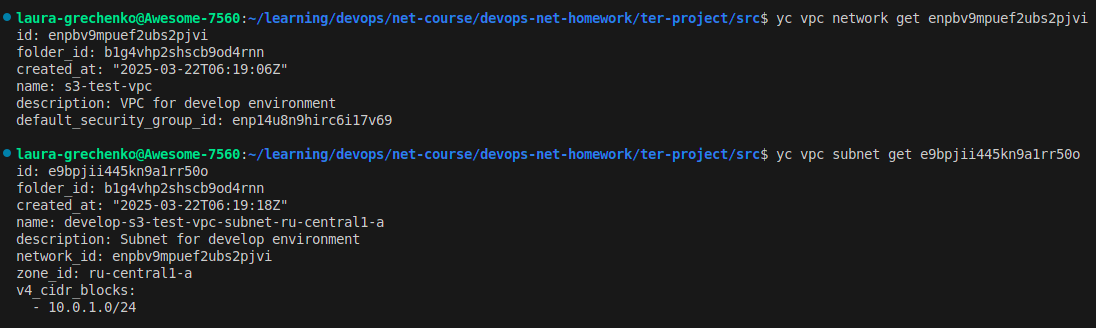 laura-grechenko@Awesome-7560:~/learning/devops/net-course/devops-net-homework/ter-project/src$ yc vpc network get enpbv9mpuef2ubs2pjvi
id: enpbv9mpuef2ubs2pjvi
folder_id: b1g4vhp2shscb9od4rnn
created_at: "2025-03-22T06:19:06Z"
name: s3-test-vpc
description: VPC for develop environment
default_security_group_id: enp14u8n9hirc6i17v69
laura-grechenko@Awesome-7560:~/learning/devops/net-course/devops-net-homework/ter-project/src$ yc vpc subnet get e9bpjii445kn9a1rr50o
id: e9bpjii445kn9a1rr50o
folder_id: b1g4vhp2shscb9od4rnn
created_at: "2025-03-22T06:19:18Z"
name: develop-s3-test-vpc-subnet-ru-central1-a
description: Subnet for develop environment
network_id: enpbv9mpuef2ubs2pjvi
zone_id: ru-central1-a
v4_cidr_blocks:
  - 10.0.1.0/24